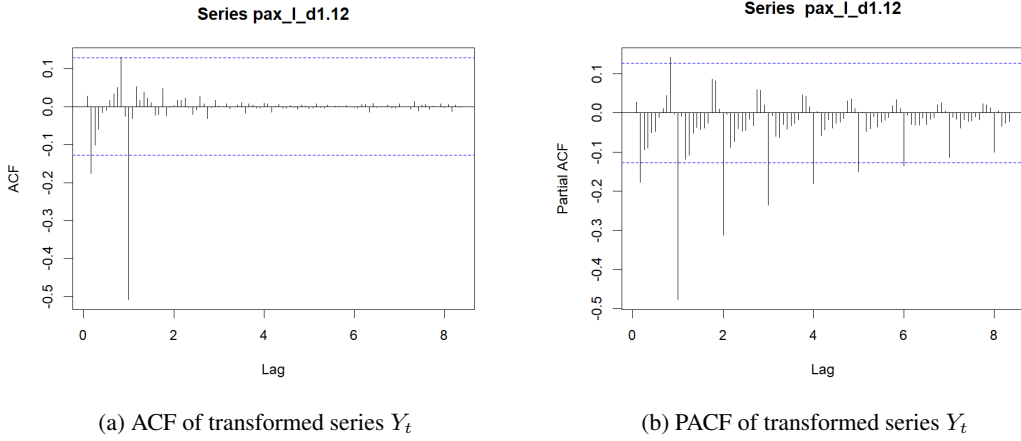 Series pax_l_d1.12
ACF
0.1
0.0
-0.1
-0.2
-0.3
-0.4
-0.5
0 2 4 6 8
Lag
(a) ACF of transformed series Y_t
Series pax_l_d1.12
Partial ACF
0.1
0.0
-0.1
-0.2
-0.3
-0.4
-0.5
0 2 4 6 8
Lag
(b) PACF of transformed series Y_t